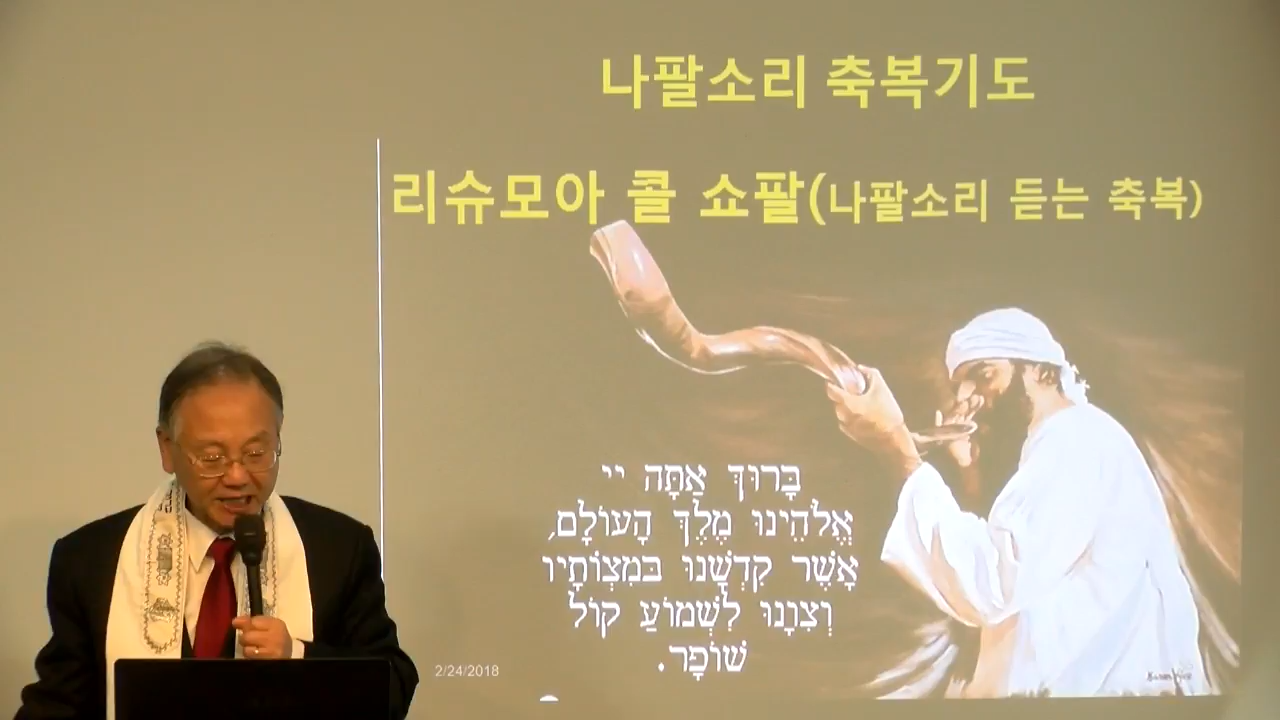 나팔소리 축복기도
리슈모아 콜 쇼팔(나팔소리 듣는 축복)
בָּרוּךְ אַתָּה יי
אֱלֹהֵינוּ מֶלֶךְ הָעוֹלָם,
אֲשֶׁר קִדְשָׁנוּ בּמִצְוֹתָיו
וְצִוָנוּ לִשְׁמוֹעַ קוֹל
שׁוֹפָר.
2/24/2018